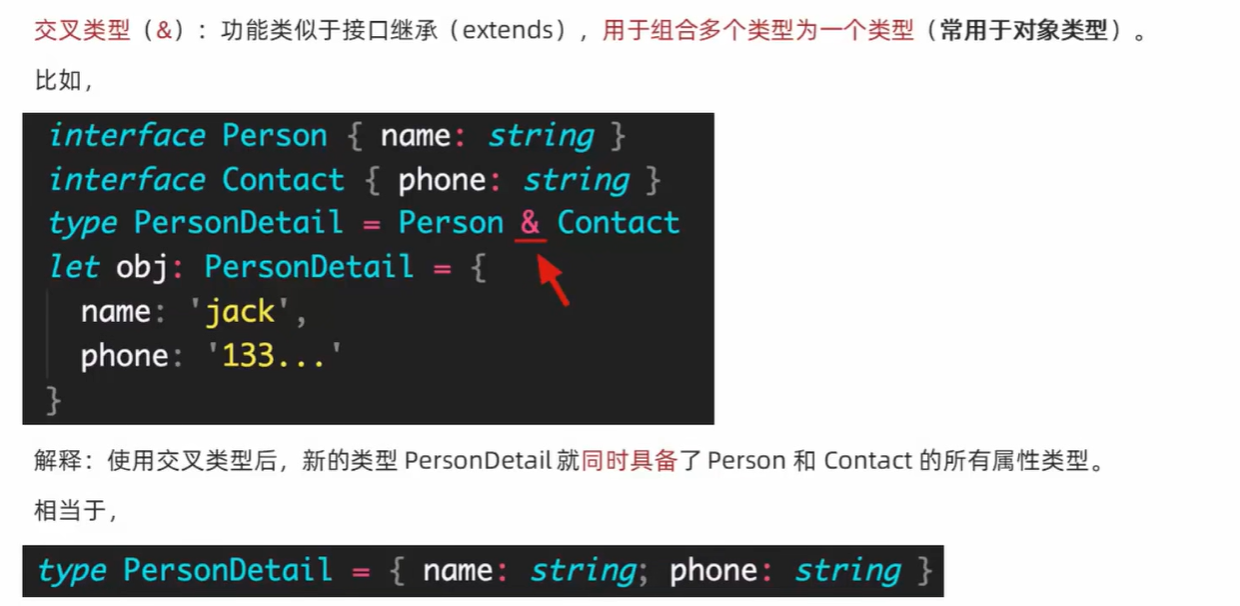 交叉类型（&）：功能类似于接口继承（extends），用于组合多个类型为一个类型（常用于对象类型）。
比如，
interface Person { name: string }
interface Contact { phone: string }
type PersonDetail = Person & Contact
let obj: PersonDetail = {
  name: 'jack',
  phone: '133...'
}
解释：使用交叉类型后，新的类型 PersonDetail 就同时具备了 Person 和 Contact 的所有属性类型。
相当于，
type PersonDetail = { name: string; phone: string }